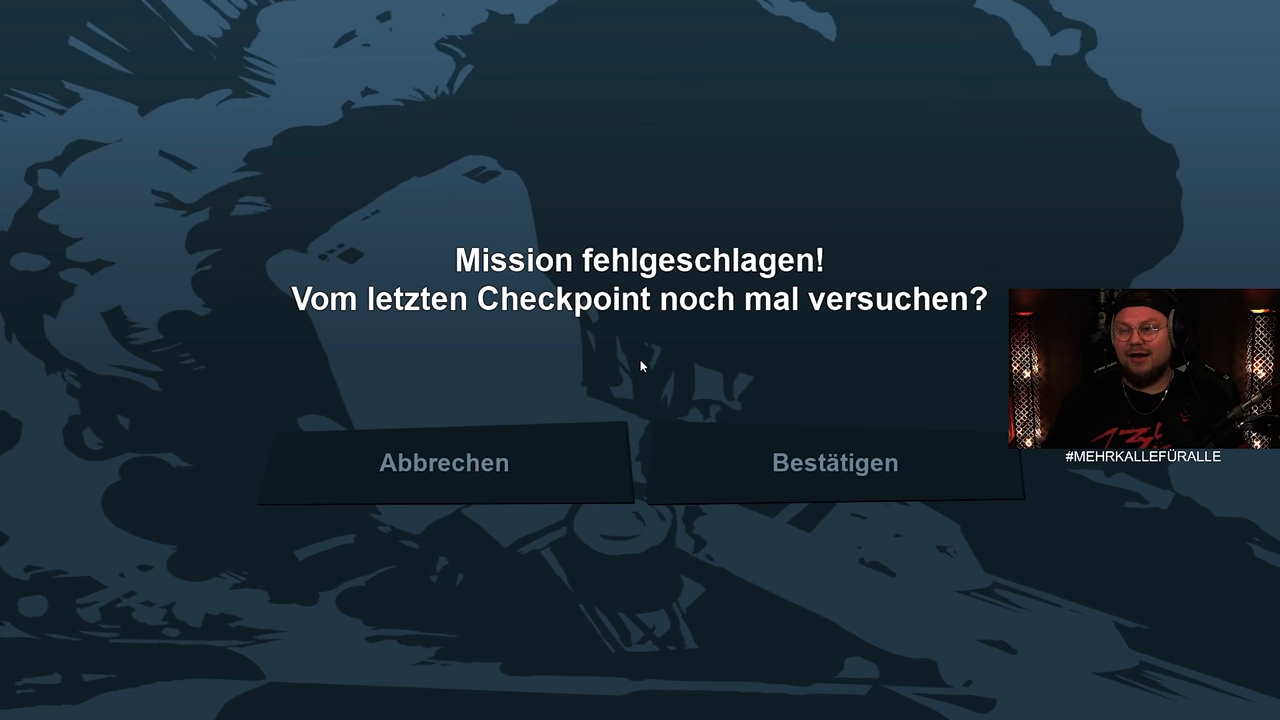 Mission fehlgeschlagen!
Vom letzten Checkpoint noch mal versuchen?
Abbrechen
Bestätigen
#MEHRKALLEFÜRALLE